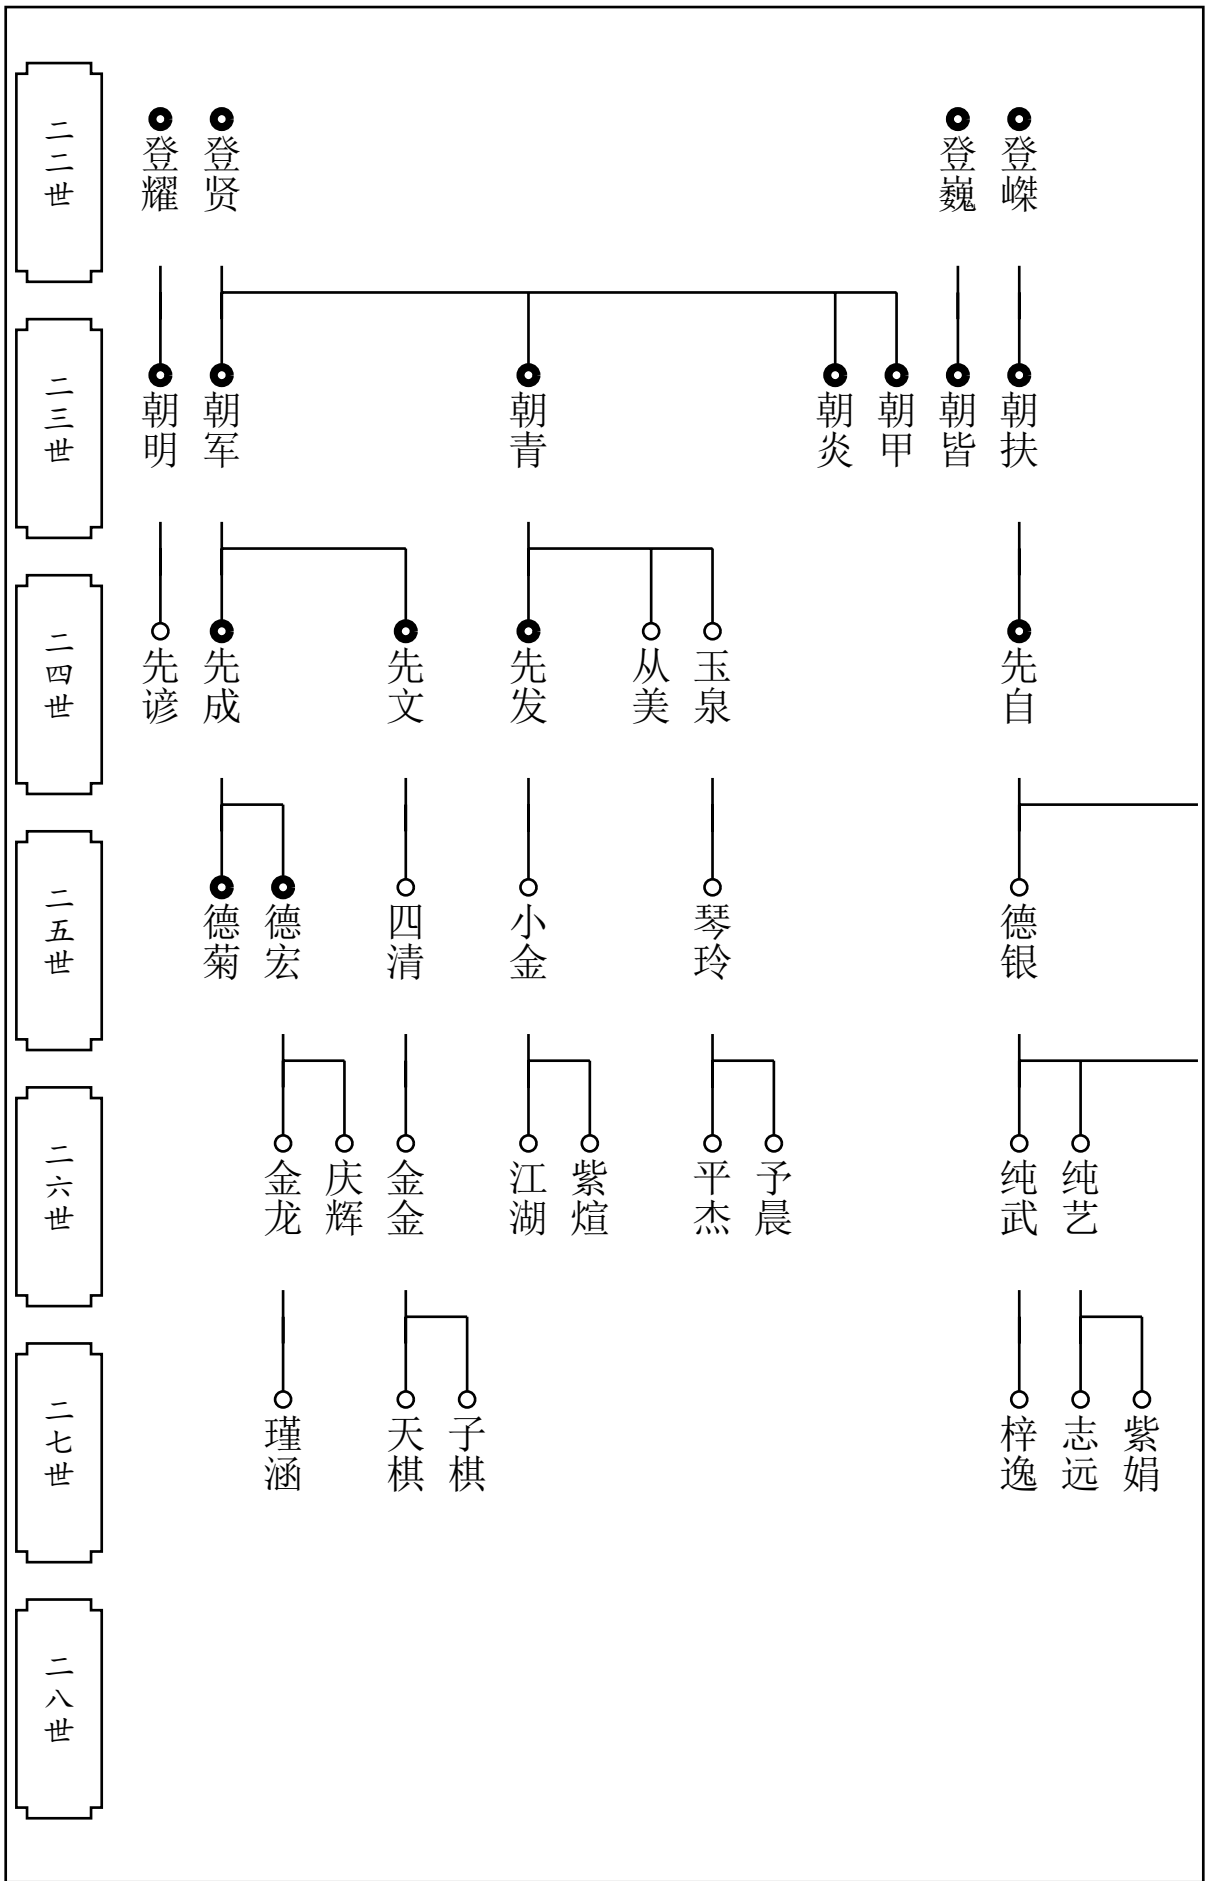 二二世
登耀
登贤
登巍
登嵥
二三世
朝明
朝军
朝青
朝炎
朝甲
朝皆
朝扶
二四世
先谚
先成
先文
先发
从美
玉泉
先自
二五世
德菊
德宏
四清
小金
琴玲
德银
二六世
金龙
庆辉
金金
江湖
紫煊
平杰
予晨
纯武
纯艺
二七世
瑾涵
天棋
子棋
梓逸
志远
紫娟
二八世